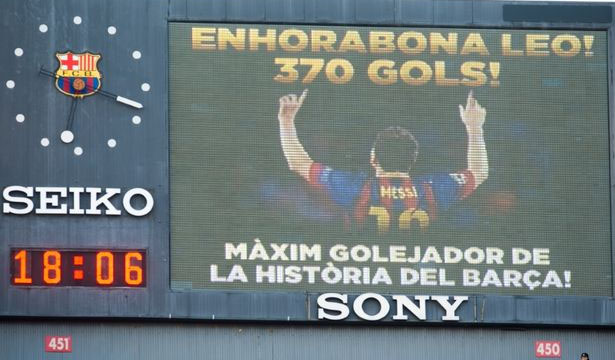 ENHORABONA LEO!
370 GOLS!
MESSI
10
MÀXIM GOLEJADOR DE
LA HISTÒRIA DEL BARÇA!
SEIKO
18:06
SONY
451
450